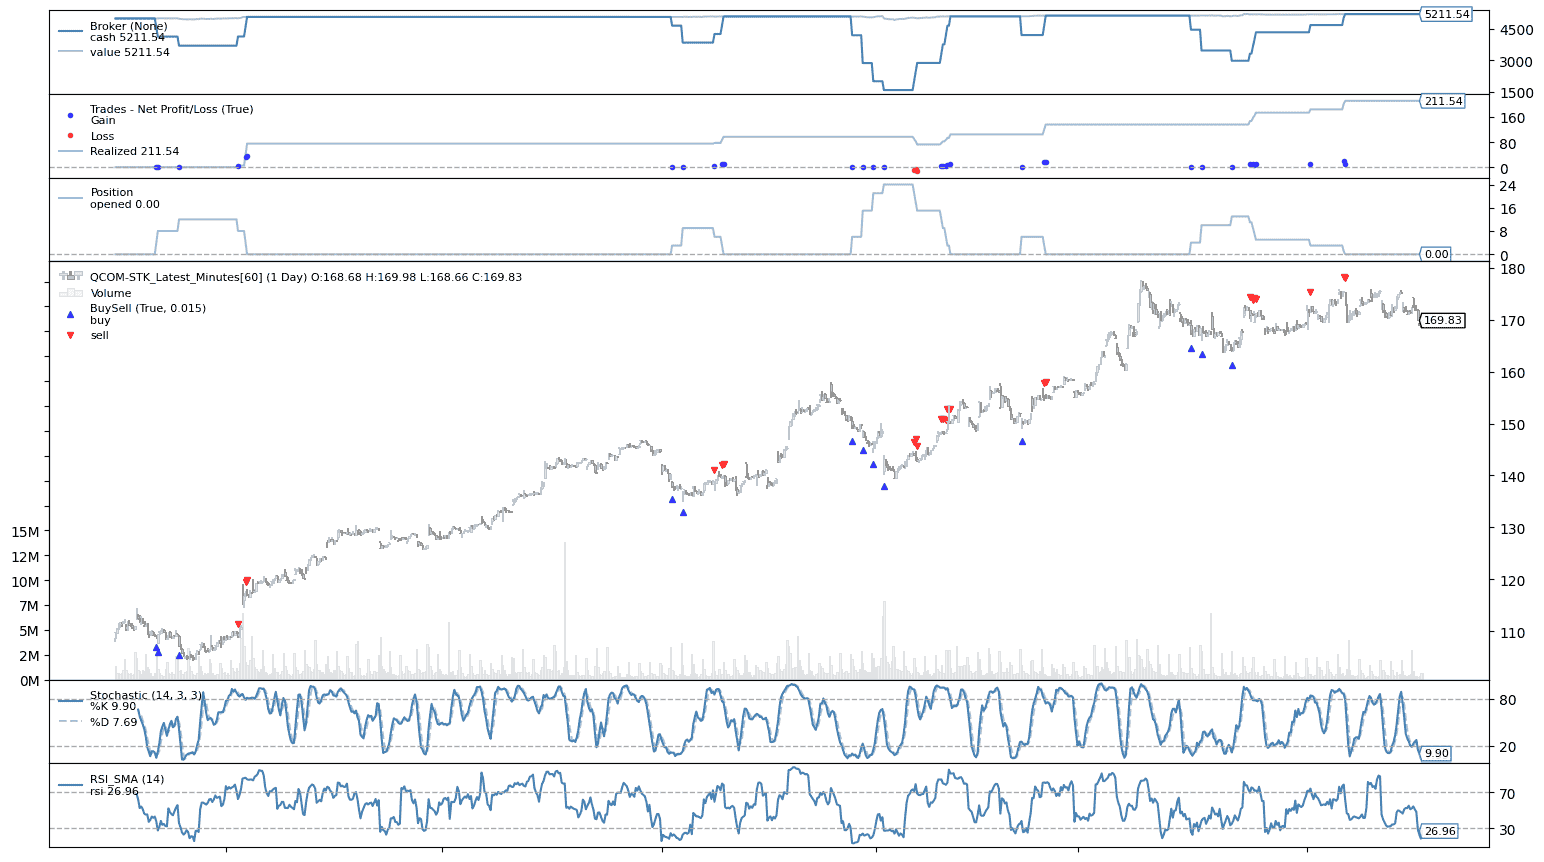 Broker (None)
cash 5211.54
value 5211.54
5211.54
4500
3000
1500
Trades - Net Profit/Loss (True)
Gain
Loss
Realized 211.54
211.54
160
80
0
Position
opened 0.00
24
16
8
0
0.00
QCOM-STK_Latest_Minutes[60] (1 Day) O:168.68 H:169.98 L:168.66 C:169.83
Volume
BuySell (True, 0.015)
buy
sell
180
170
169.83
160
150
140
130
120
110
15M
12M
10M
7M
5M
2M
0M
Stochastic (14, 3, 3)
%K 9.90
%D 7.69
80
20
9.90
RSI_SMA (14)
rsi 26.96
70
30
26.96